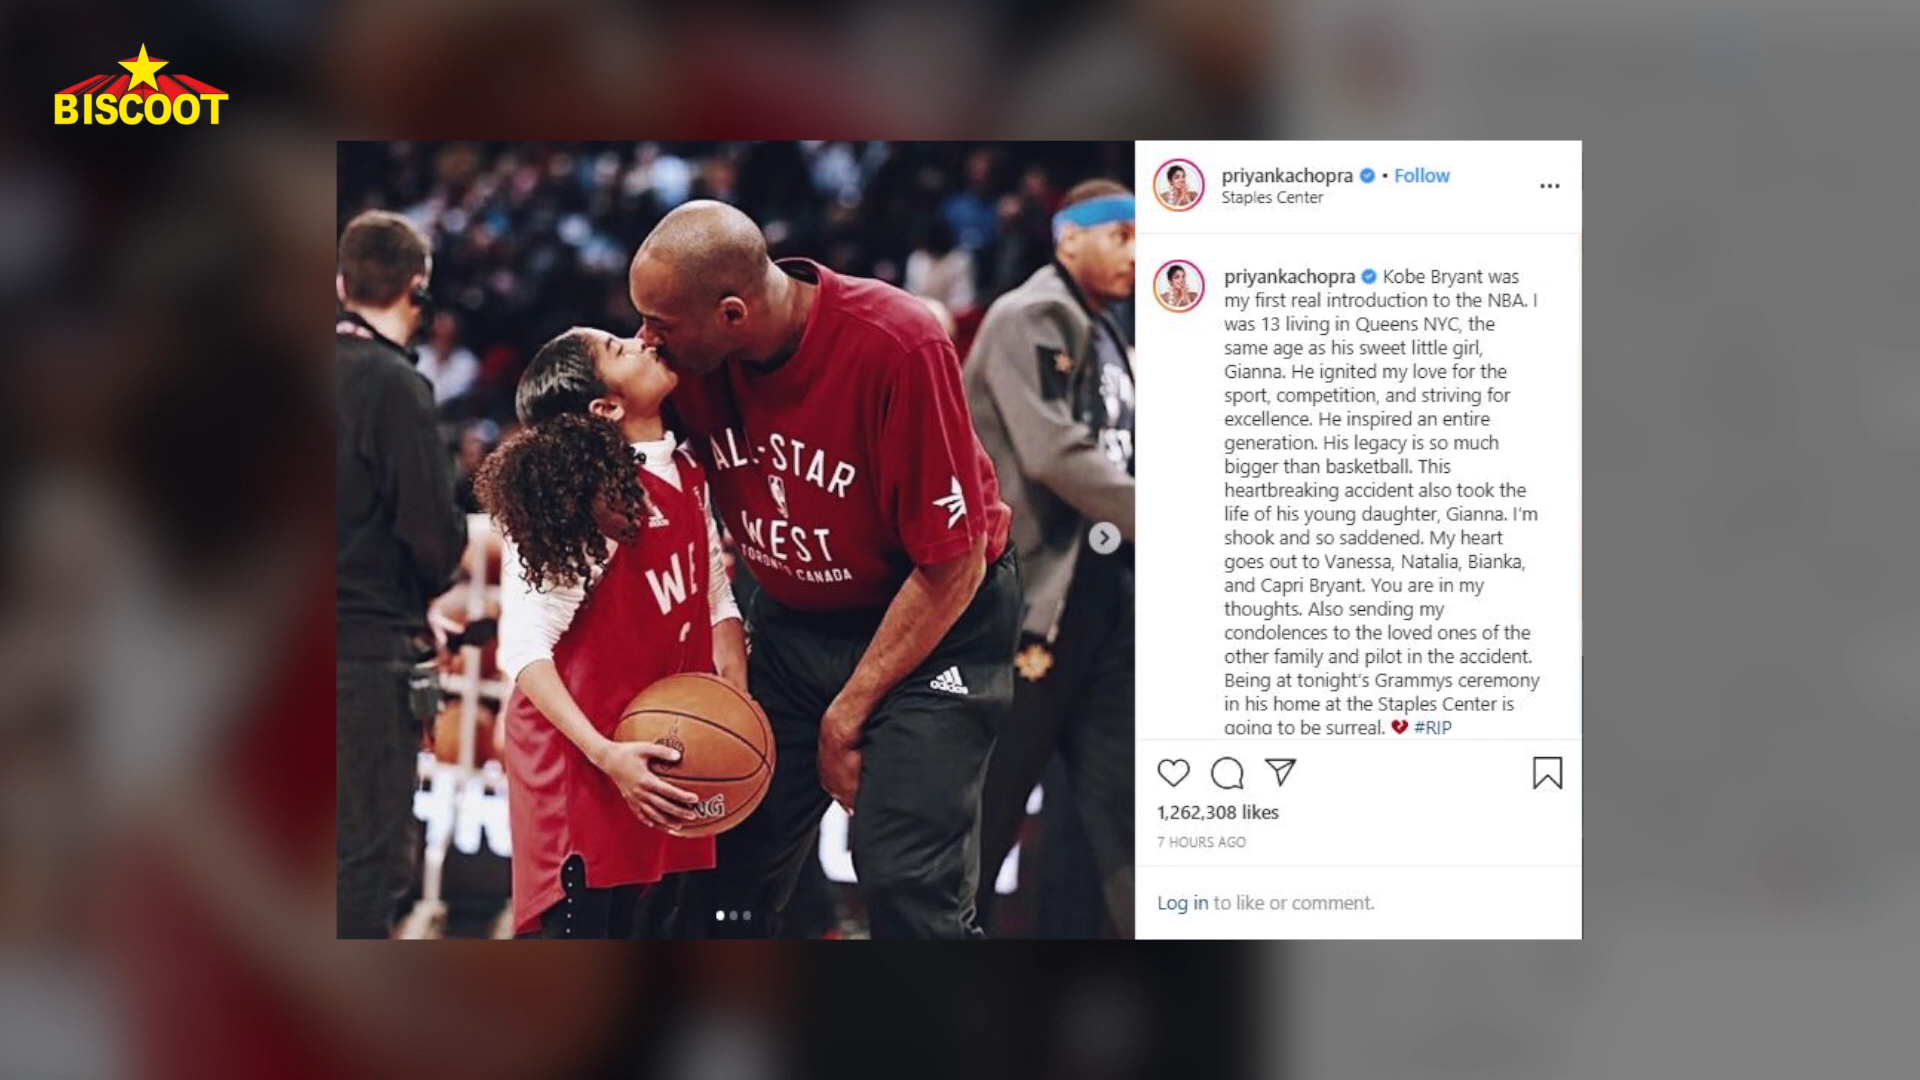 BISCOOT
priyankachopra • Follow
Staples Center
priyankachopra Kobe Bryant was
my first real introduction to the NBA. I
was 13 living in Queens NYC, the
same age as his sweet little girl,
Gianna. He ignited my love for the
sport, competition, and striving for
excellence. He inspired an entire
generation. His legacy is so much
bigger than basketball. This
heartbreaking accident also took the
life of his young daughter, Gianna. I'm
shook and so saddened. My heart
goes out to Vanessa, Natalia, Bianka,
and Capri Bryant. You are in my
thoughts. Also sending my
condolences to the loved ones of the
other family and pilot in the accident.
Being at tonight's Grammys ceremony
in his home at the Staples Center is
going to be surreal. 💔 #RIP
1,262,308 likes
7 HOURS AGO
Log in to like or comment.
ALL-STAR
WEST
TORONTO CANADA
adidas
WE
NG